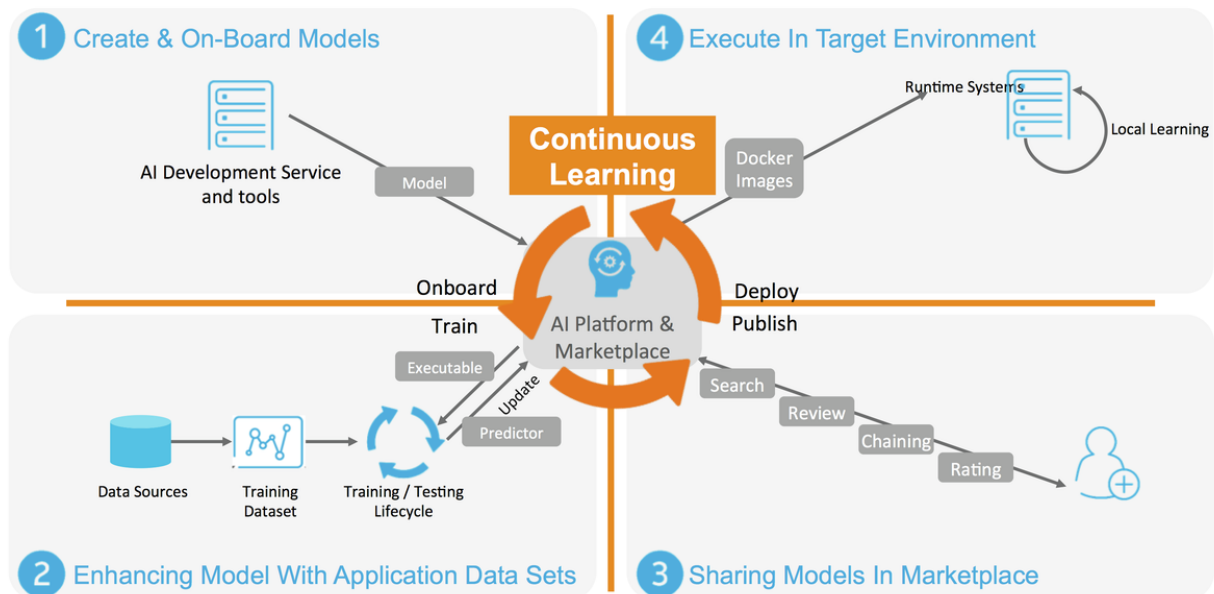 1 Create & On-Board Models
AI Development Service
and tools
Model
Onboard
Continuous
Learning
4 Execute In Target Environment
Runtime Systems
Local Learning
Docker
Images
Deploy
AI Platform &
Marketplace
Train
Executable
Update
Predictor
Data Sources
Training
Dataset
Training / Testing
Lifecycle
2 Enhancing Model With Application Data Sets
Publish
Search
Review
Chaining
Rating
3 Sharing Models In Marketplace